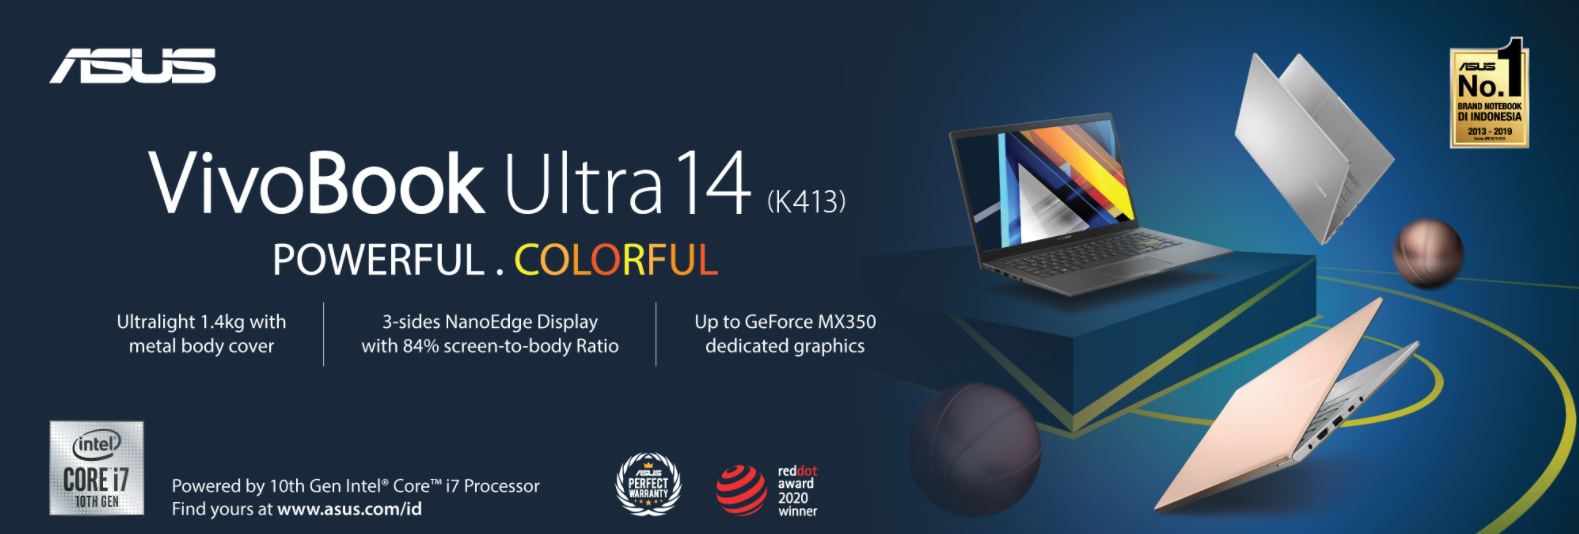 ASUS
VivoBook Ultra 14 (K413)
POWERFUL . COLORFUL
Ultralight 1.4kg with
metal body cover
3-sides NanoEdge Display
with 84% screen-to-body Ratio
Up to GeForce MX350
dedicated graphics
intel
CORE i7
10TH GEN
Powered by 10th Gen Intel® Core™ i7 Processor
Find yours at www.asus.com/id
ASUS
PERFECT
WARRANTY
reddot
award
2020
winner
ASUS
No.1
BRAND NOTEBOOK
DI INDONESIA
2013 - 2019